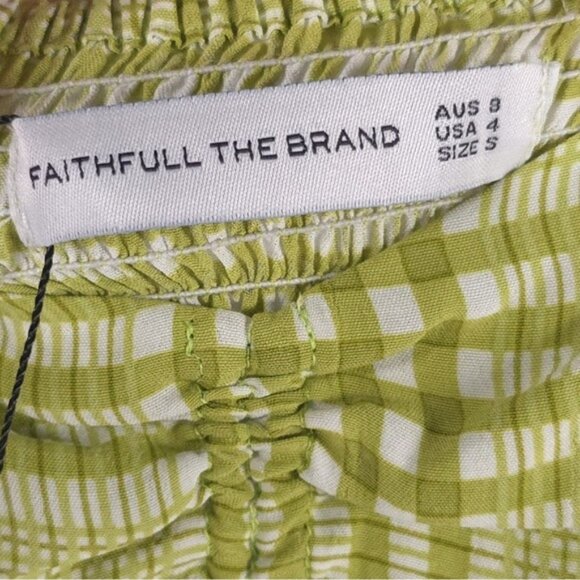 FAITHFULL THE BRAND
AUS 8
USA 4
SIZE S